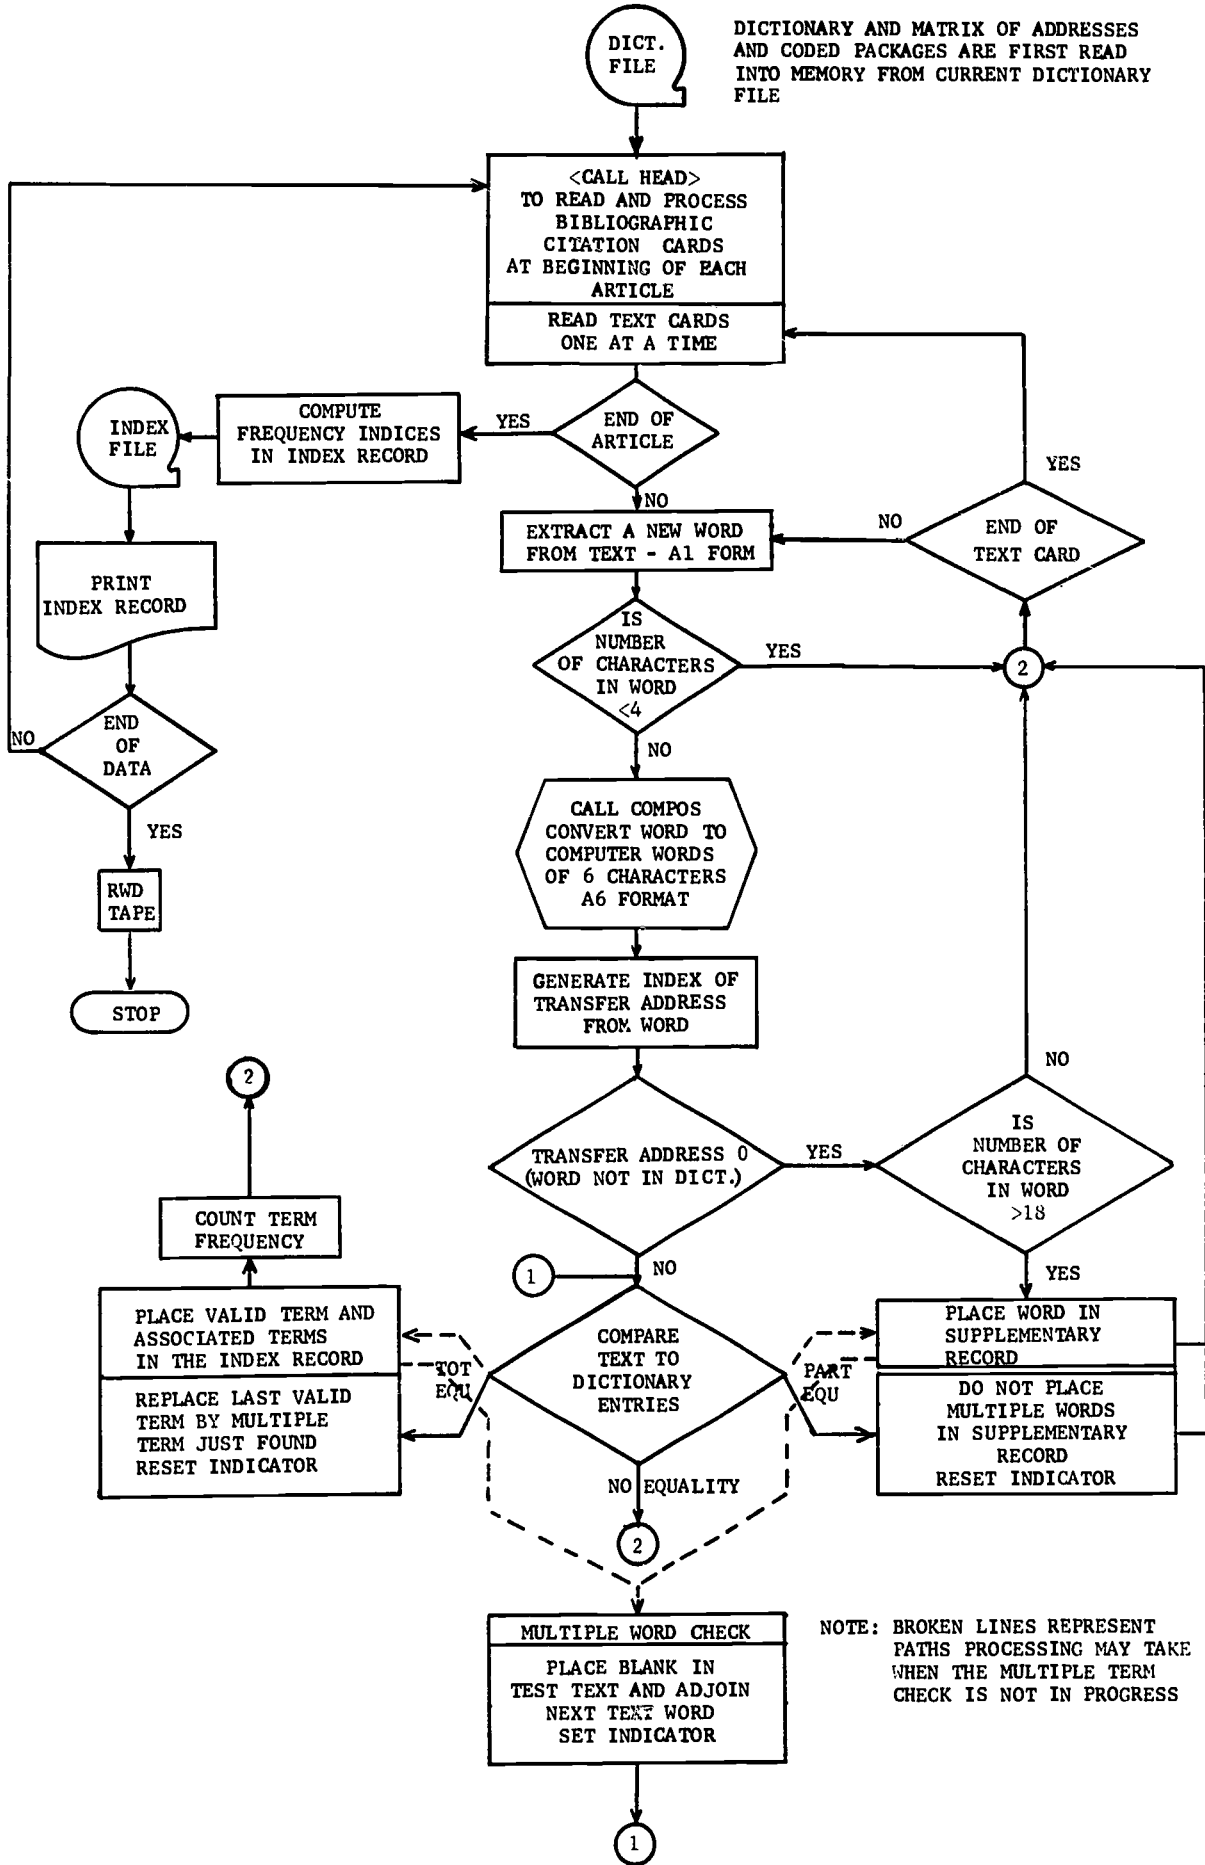 DICT.
FILE
DICTIONARY AND MATRIX OF ADDRESSES
AND CODED PACKAGES ARE FIRST READ
INTO MEMORY FROM CURRENT DICTIONARY
FILE
<CALL HEAD>
TO READ AND PROCESS
BIBLIOGRAPHIC
CITATION CARDS
AT BEGINNING OF EACH
ARTICLE
READ TEXT CARDS
ONE AT A TIME
END OF
ARTICLE
YES
NO
COMPUTE
FREQUENCY INDICES
IN INDEX RECORD
INDEX
FILE
PRINT
INDEX RECORD
END
OF
DATA
NO
YES
RWD
TAPE
STOP
EXTRACT A NEW WORD
FROM TEXT - A1 FORM
NO
END OF
TEXT CARD
YES
IS
NUMBER
OF CHARACTERS
IN WORD
<4
YES
2
NO
CALL COMPOS
CONVERT WORD TO
COMPUTER WORDS
OF 6 CHARACTERS
A6 FORMAT
GENERATE INDEX OF
TRANSFER ADDRESS
FROM WORD
TRANSFER ADDRESS 0
(WORD NOT IN DICT.)
YES
NO
IS
NUMBER OF
CHARACTERS
IN WORD
>18
NO
YES
2
COUNT TERM
FREQUENCY
PLACE VALID TERM AND
ASSOCIATED TERMS
IN THE INDEX RECORD
REPLACE LAST VALID
TERM BY MULTIPLE
TERM JUST FOUND
RESET INDICATOR
1
COMPARE
TEXT TO
DICTIONARY
ENTRIES
TOT
EQU
PART
EQU
PLACE WORD IN
SUPPLEMENTARY
RECORD
DO NOT PLACE
MULTIPLE WORDS
IN SUPPLEMENTARY
RECORD
RESET INDICATOR
NO EQUALITY
2
MULTIPLE WORD CHECK
PLACE BLANK IN
TEST TEXT AND ADJOIN
NEXT TEXT WORD
SET INDICATOR
1
NOTE: BROKEN LINES REPRESENT
PATHS PROCESSING MAY TAKE
WHEN THE MULTIPLE TERM
CHECK IS NOT IN PROGRESS